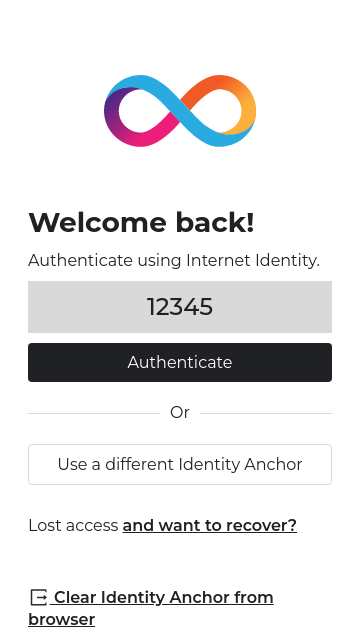 Welcome back!
Authenticate using Internet Identity.
12345
Authenticate
Or
Use a different Identity Anchor
Lost access and want to recover?
Clear Identity Anchor from
browser